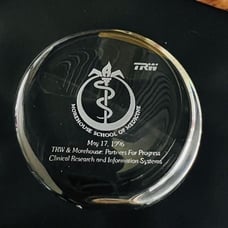 TRW
MOREHOUSE SCHOOL OF MEDICINE
May 17, 1996
TRW & Morehouse: Partners For Progress
Clinical Research and Information Systems